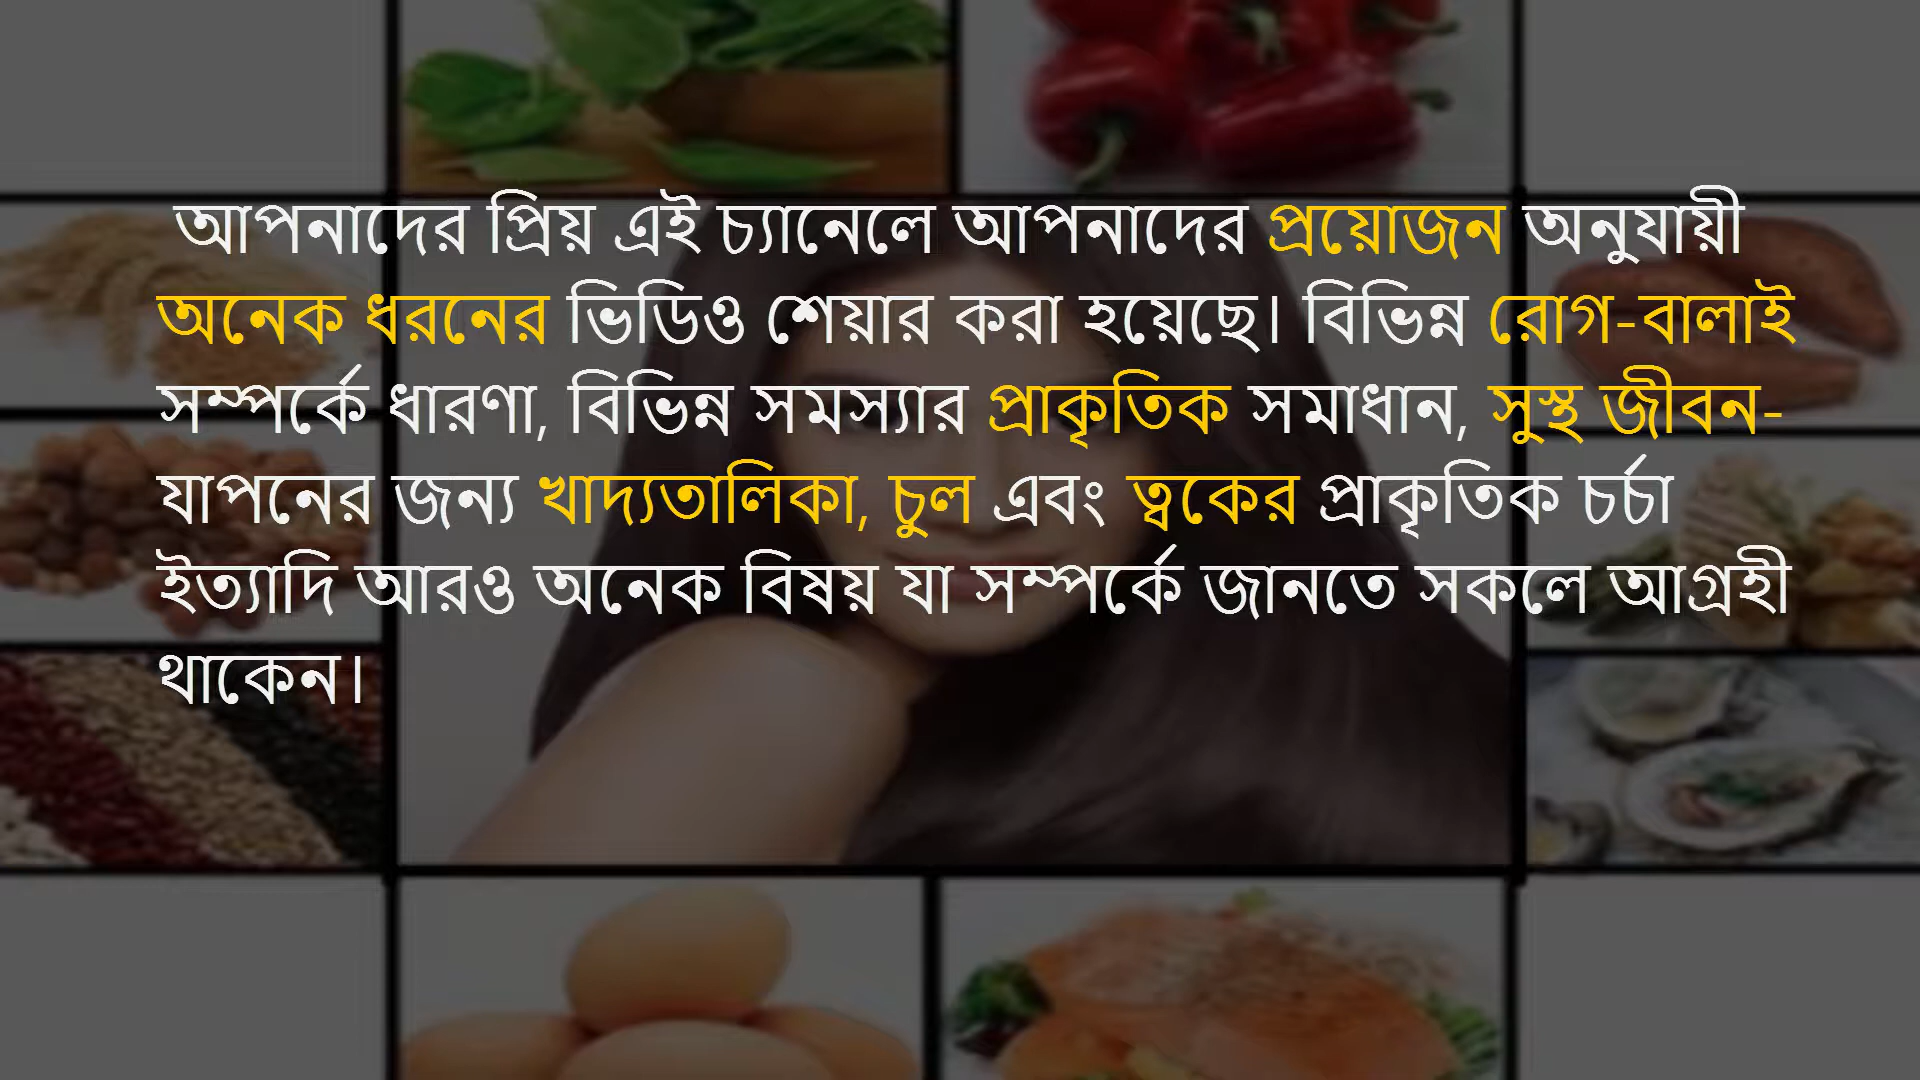 আপনাদের প্রিয় এই চ্যানেলে আপনাদের প্রয়োজন অনুযায়ী
অনেক ধরনের ভিডিও শেয়ার করা হয়েছে। বিভিন্ন রোগ-বালাই
সম্পর্কে ধারণা, বিভিন্ন সমস্যার প্রাকৃতিক সমাধান, সুস্থ জীবন-
যাপনের জন্য খাদ্যতালিকা, চুল এবং ত্বকের প্রাকৃতিক চর্চা
ইত্যাদি আরও অনেক বিষয় যা সম্পর্কে জানতে সকলে আগ্রহী
থাকেন।